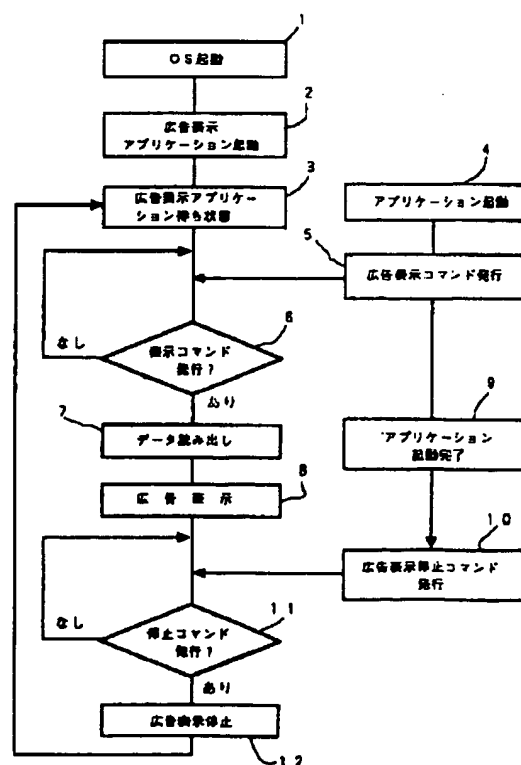 1
OS起動
2
広告表示
アプリケーション起動
3
広告表示アプリケー
ション待ち状態
4
アプリケーション起動
5
広告表示コマンド発行
6
表示コマンド
発行?
なし
あり
7
データ読み出し
8
広告表示
9
アプリケーション
起動完了
10
広告表示停止コマンド
発行
11
停止コマンド
発行?
なし
あり
広告表示停止
12